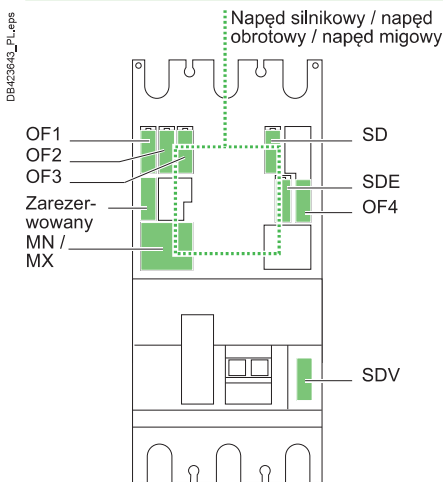 DB423643_PL.eps
Napęd silnikowy / napęd
obrotowy / napęd migowy
OF1
OF2
OF3
Zarezer-
wowany
MN /
MX
SD
SDE
OF4
SDV